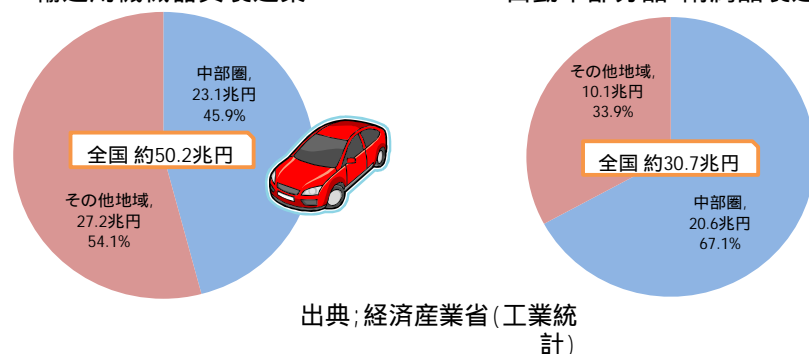 中部圏,
23.1兆円
45.9%
全国 約50.2兆円
その他地域,
27.2兆円
54.1%
その他地域,
10.1兆円
33.9%
全国 約30.7兆円
中部圏
20.6兆円
67.1%
出典;経済産業省(工業統
計)